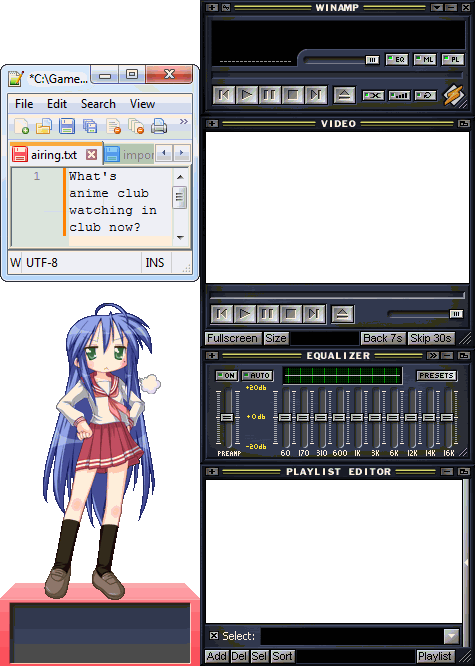 WINAMP
EQ ML PL
*C:\Game...
File Edit Search View
airing.txt
impor
1
What's
anime club
watching in
club now?
W UTF-8 INS
VIDEO
Fullscreen Size Back 7s Skip 30s
EQUALIZER
ON AUTO PRESETS
+20db
+0db
-20db
PREAMP 60 170 310 600 1K 3K 6K 12K 14K 16K
PLAYLIST EDITOR
Select:
Add Del Sel Sort Playlist